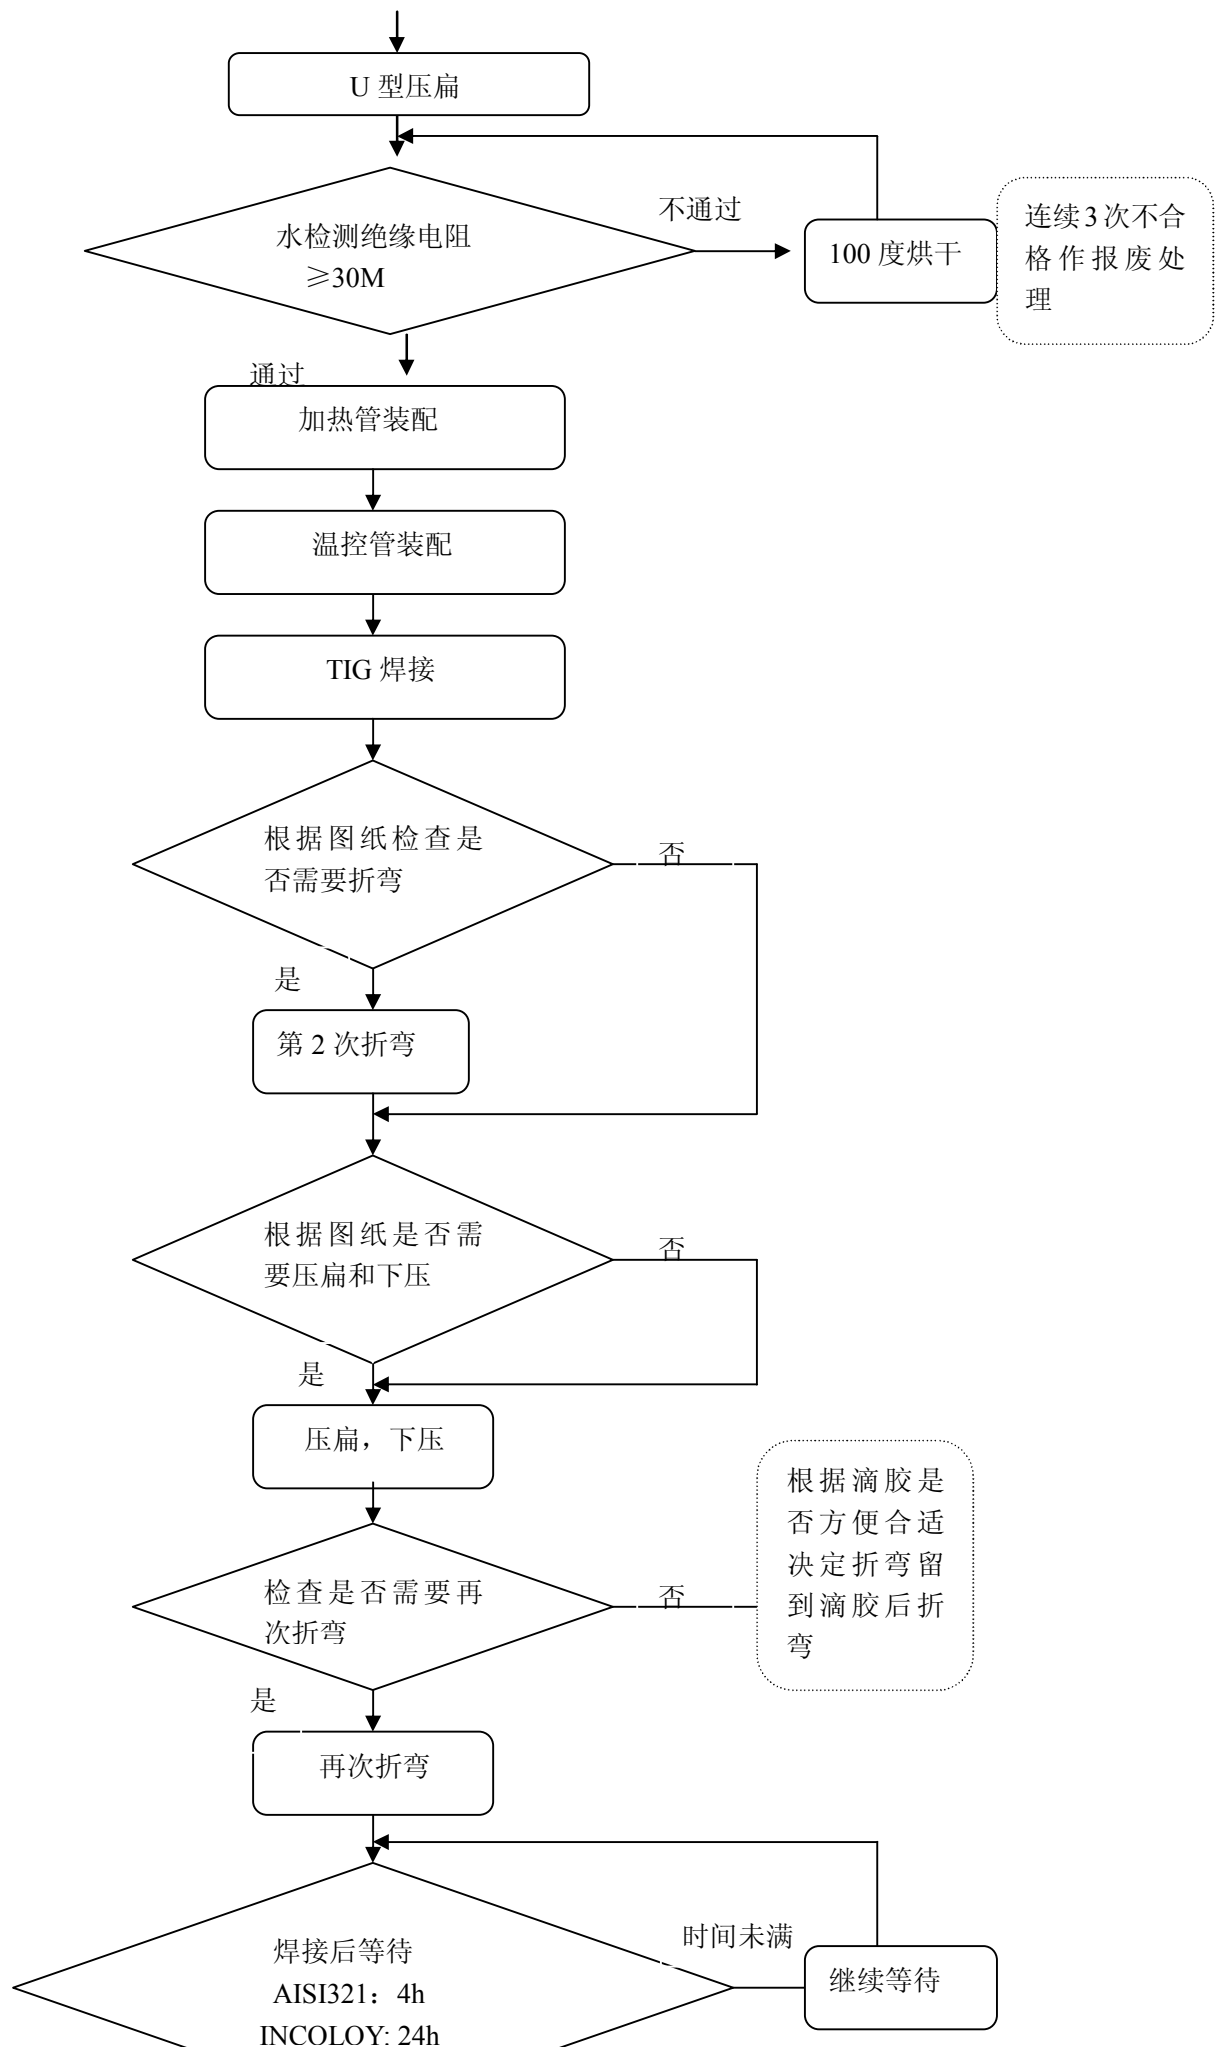 U 型压扁
不通过
水检测绝缘电阻
≥30M
100 度烘干
连续 3 次不合
格作报废处
理
通过
加热管装配
温控管装配
TIG 焊接
根据图纸检查是
否需要折弯
否
是
第 2 次折弯
根据图纸是否需
要压扁和下压
否
是
压扁，下压
根据滴胶是
否方便合适
决定折弯留
到滴胶后折
弯
检查是否需要再
次折弯
否
是
再次折弯
时间未满
焊接后等待
AISI321：4h
INCOLOY: 24h
继续等待